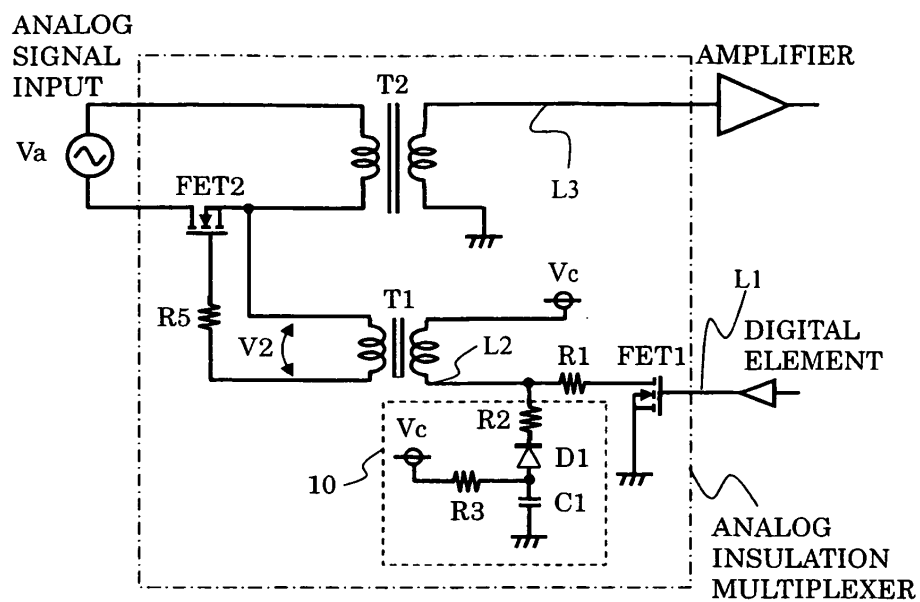 ANALOG
SIGNAL
INPUT
AMPLIFIER
T2
Va
FET2
L3
Vc
L1
T1
R5
V2
L2
R1
FET1
DIGITAL
ELEMENT
Vc
R2
D1
10
R3
C1
ANALOG
INSULATION
MULTIPLEXER